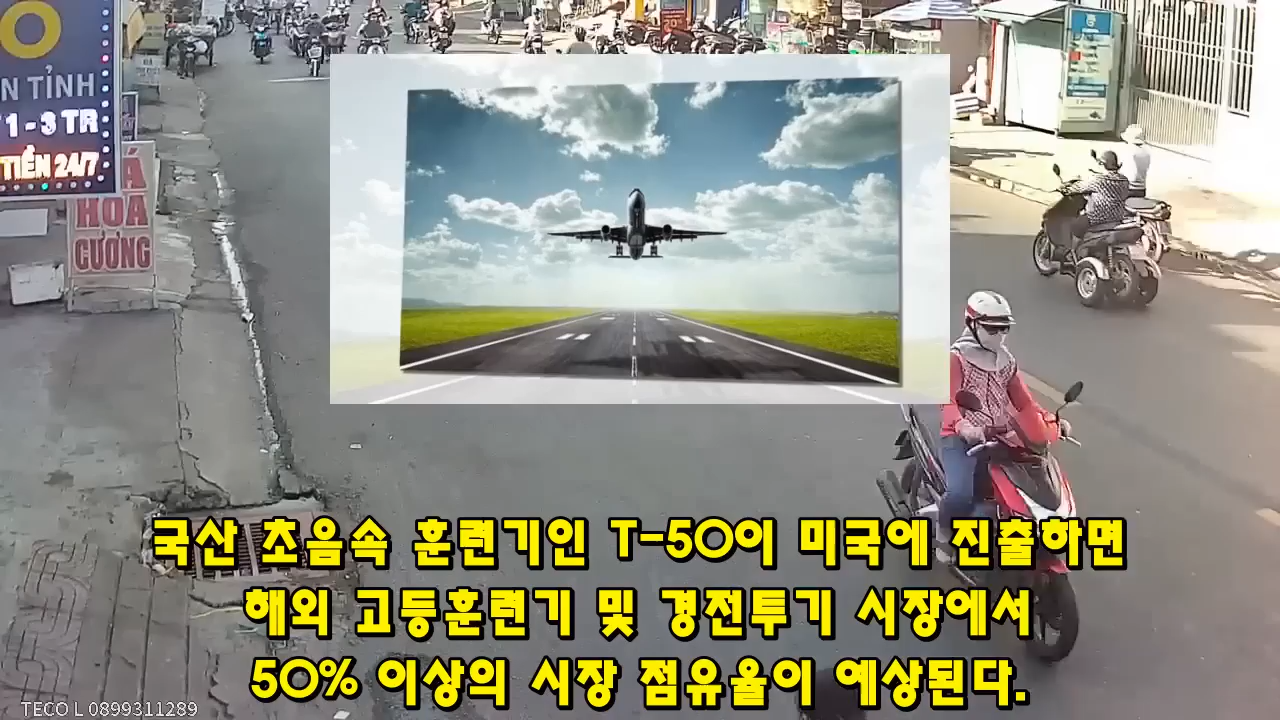 O
N TỈNH
1 - 3 TR
TIỀN 24/7
HOA
CƯƠNG
국산 초음속 훈련기인 T-50이 미국에 진출하면
해외 고등훈련기 및 경전투기 시장에서
50% 이상의 시장 점유율이 예상된다.
TECO L 0899311289